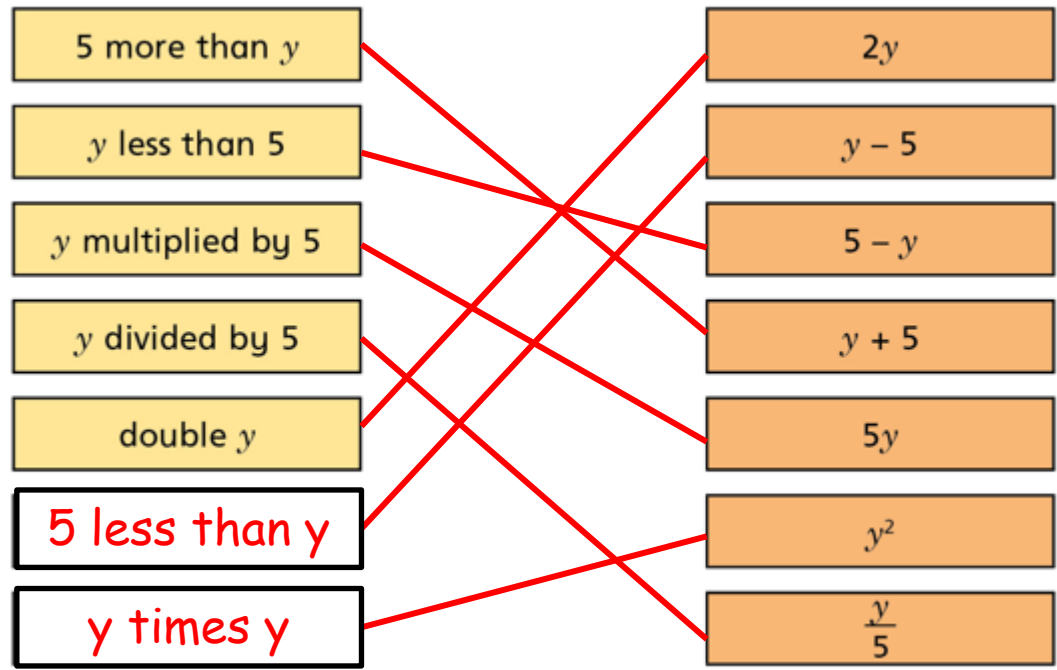 5 more than y
2y
y less than 5
y – 5
y multiplied by 5
5 – y
y divided by 5
y + 5
double y
5y
5 less than y
y²
y times y
y
5